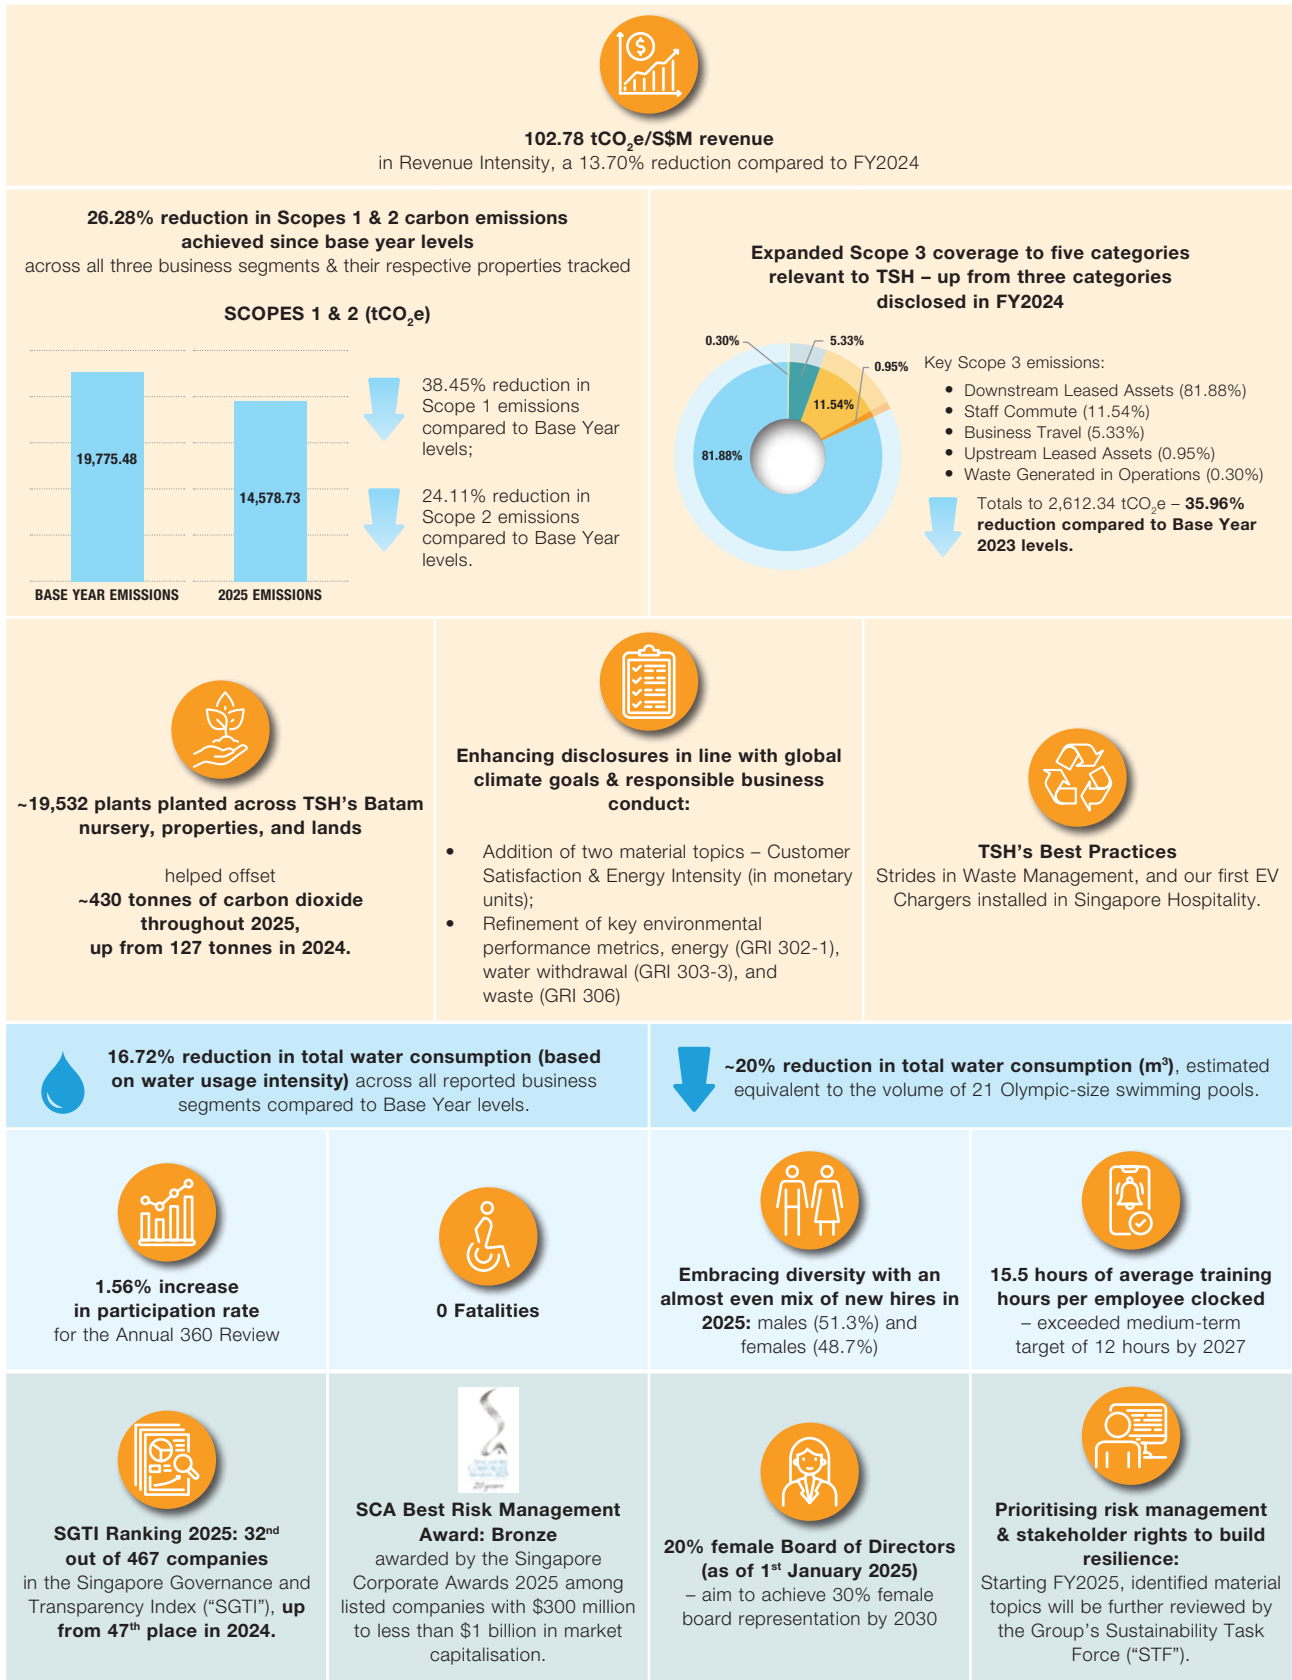 102.78 tCO₂e/S$M revenue
in Revenue Intensity, a 13.70% reduction compared to FY2024
26.28% reduction in Scopes 1 & 2 carbon emissions
achieved since base year levels
across all three business segments & their respective properties tracked
SCOPES 1 & 2 (tCO₂e)
19,775.48
14,578.73
BASE YEAR EMISSIONS
2025 EMISSIONS
38.45% reduction in
Scope 1 emissions
compared to Base Year
levels;
24.11% reduction in
Scope 2 emissions
compared to Base Year
levels.
Expanded Scope 3 coverage to five categories
relevant to TSH – up from three categories
disclosed in FY2024
0.30%
5.33%
0.95%
11.54%
81.88%
Key Scope 3 emissions:
• Downstream Leased Assets (81.88%)
• Staff Commute (11.54%)
• Business Travel (5.33%)
• Upstream Leased Assets (0.95%)
• Waste Generated in Operations (0.30%)
Totals to 2,612.34 tCO₂e – 35.96%
reduction compared to Base Year
2023 levels.
~19,532 plants planted across TSH's Batam
nursery, properties, and lands
helped offset
~430 tonnes of carbon dioxide
throughout 2025,
up from 127 tonnes in 2024.
Enhancing disclosures in line with global
climate goals & responsible business
conduct:
• Addition of two material topics – Customer
Satisfaction & Energy Intensity (in monetary
units);
• Refinement of key environmental
performance metrics, energy (GRI 302-1),
water withdrawal (GRI 303-3), and
waste (GRI 306)
TSH's Best Practices
Strides in Waste Management, and our first EV
Chargers installed in Singapore Hospitality.
16.72% reduction in total water consumption (based
on water usage intensity) across all reported business
segments compared to Base Year levels.
~20% reduction in total water consumption (m³), estimated
equivalent to the volume of 21 Olympic-size swimming pools.
1.56% increase
in participation rate
for the Annual 360 Review
0 Fatalities
Embracing diversity with an
almost even mix of new hires in
2025: males (51.3%) and
females (48.7%)
15.5 hours of average training
hours per employee clocked
– exceeded medium-term
target of 12 hours by 2027
SGTI Ranking 2025: 32nd
out of 467 companies
in the Singapore Governance and
Transparency Index ("SGTI"), up
from 47th place in 2024.
SINGAPORE
CORPORATE
AWARDS 2025
20 years
SCA Best Risk Management
Award: Bronze
awarded by the Singapore
Corporate Awards 2025 among
listed companies with $300 million
to less than $1 billion in market
capitalisation.
20% female Board of Directors
(as of 1st January 2025)
– aim to achieve 30% female
board representation by 2030
Prioritising risk management
& stakeholder rights to build
resilience:
Starting FY2025, identified material
topics will be further reviewed by
the Group's Sustainability Task
Force ("STF").